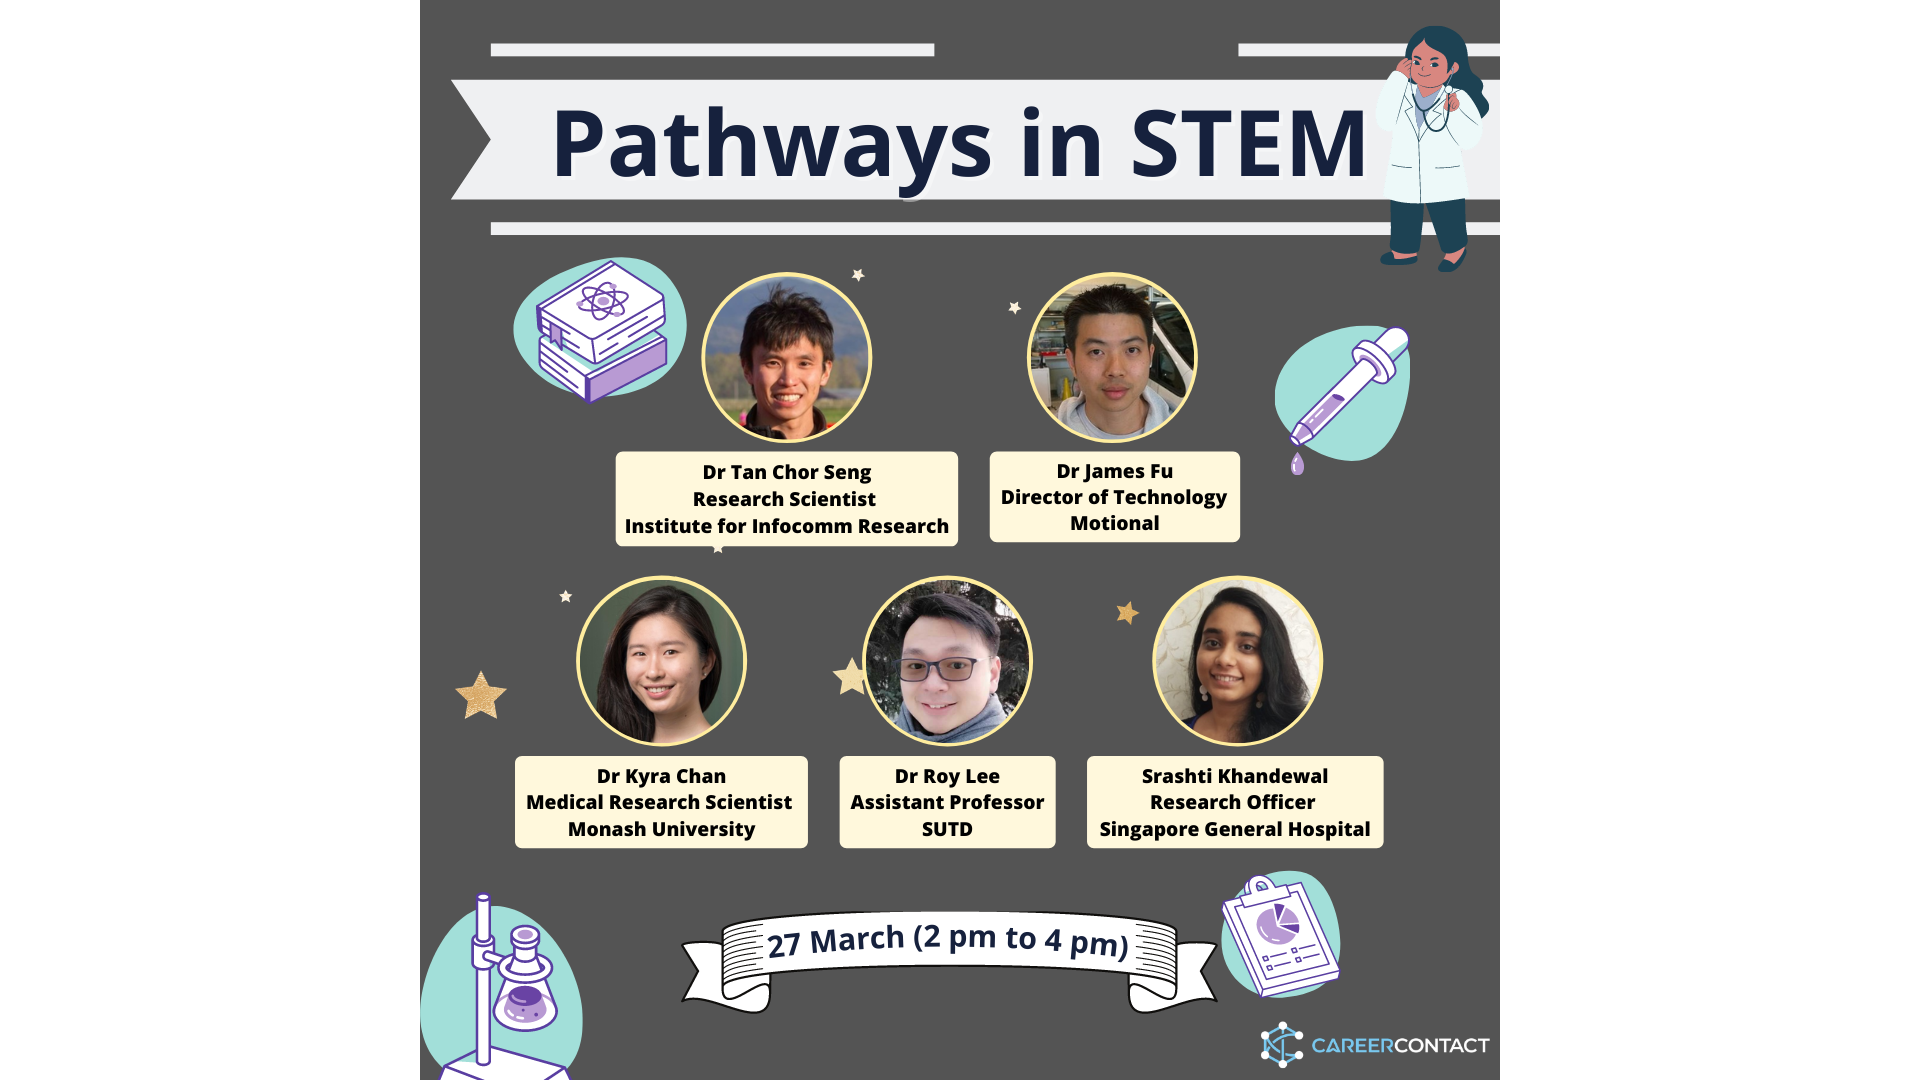 Pathways in STEM
Dr Tan Chor Seng
Research Scientist
Institute for Infocomm Research
Dr James Fu
Director of Technology
Motional
Dr Kyra Chan
Medical Research Scientist
Monash University
Dr Roy Lee
Assistant Professor
SUTD
Srashti Khandewal
Research Officer
Singapore General Hospital
27 March (2 pm to 4 pm)
CAREERCONTACT